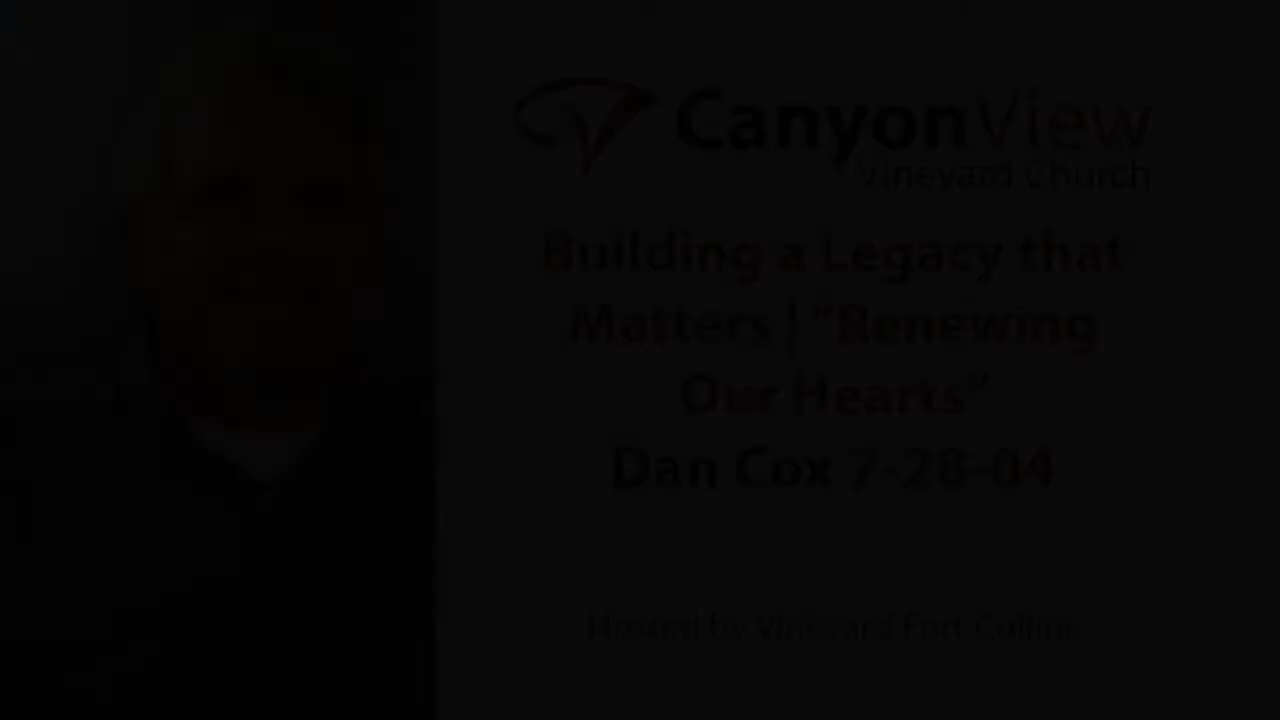 CanyonView
Vineyard Church
Building a Legacy that
Matters | "Renewing
Our Hearts"
Dan Cox 7-28-04
Hosted by Vineyard Fort Collins